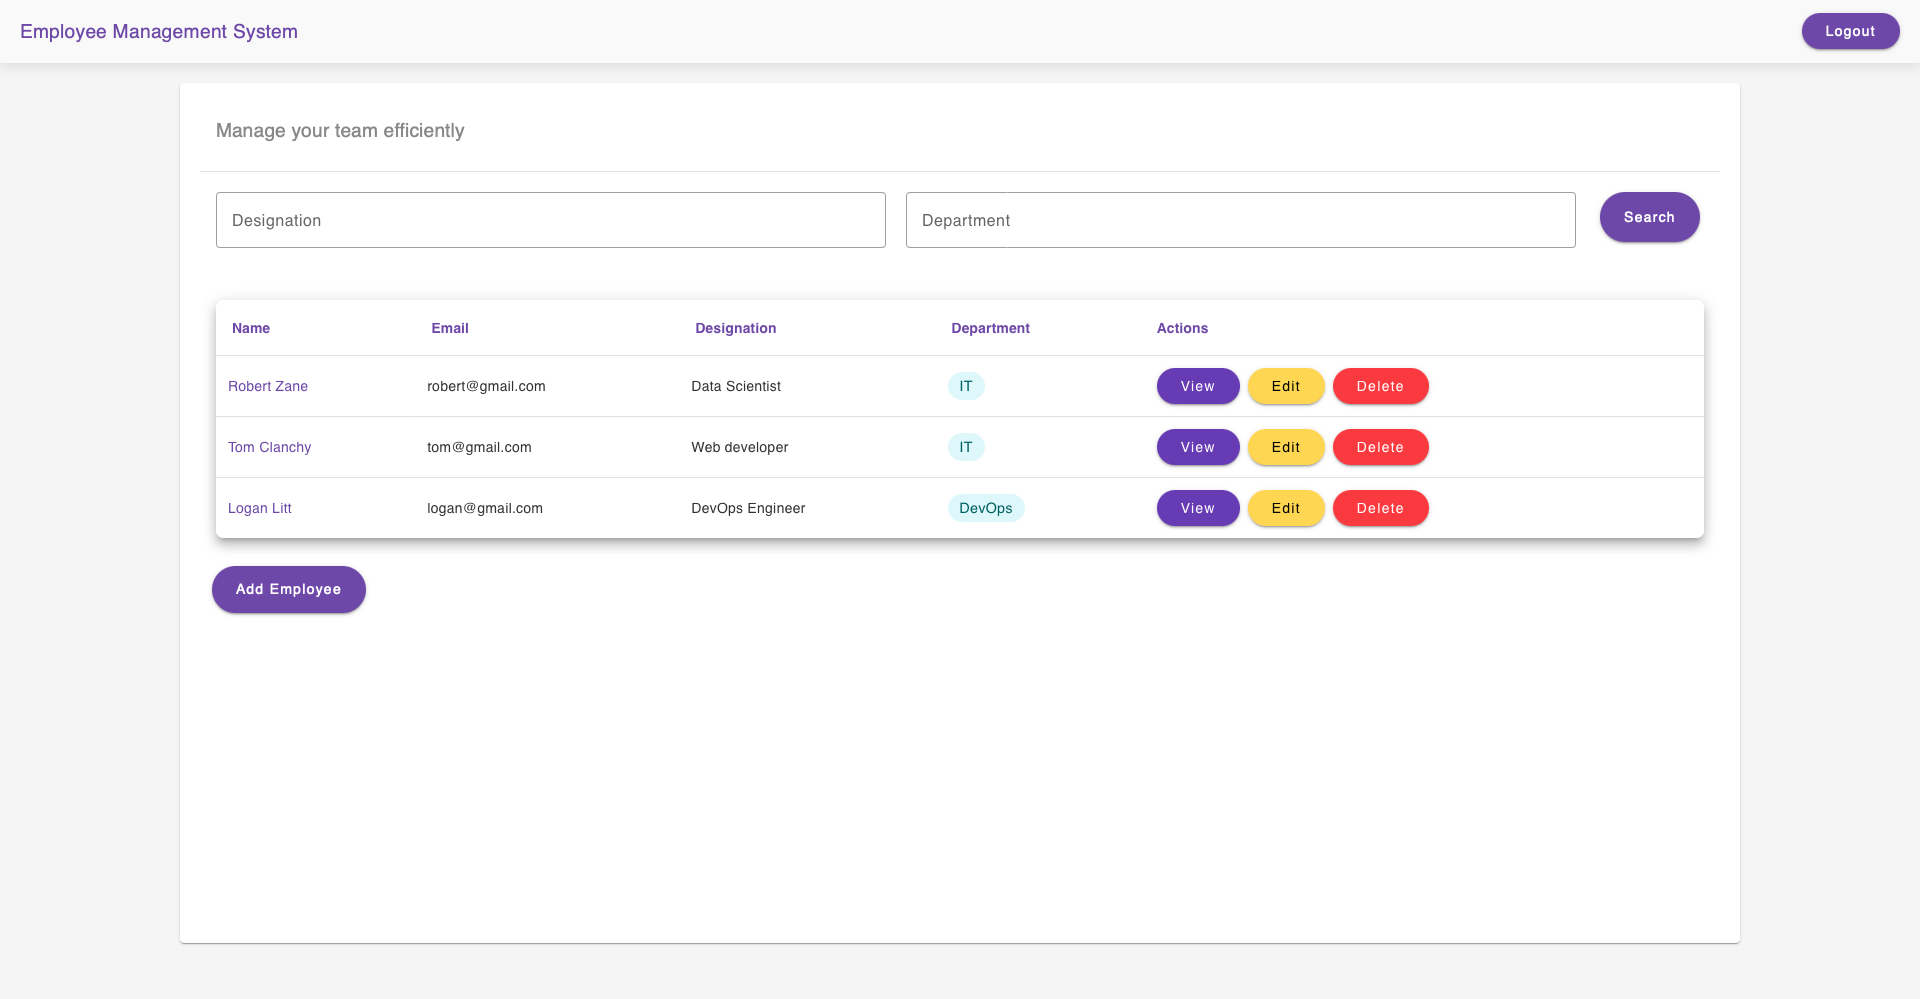 Employee Management System Logout
Manage your team efficiently
Designation Department Search
Name Email Designation Department Actions
Robert Zane robert@gmail.com Data Scientist IT View Edit Delete
Tom Clanchy tom@gmail.com Web developer IT View Edit Delete
Logan Litt logan@gmail.com DevOps Engineer DevOps View Edit Delete
Add Employee